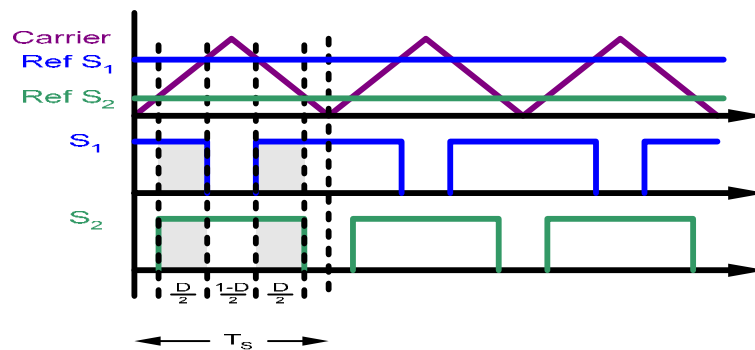 Carrier
Ref S₁
Ref S₂
S₁
S₂
D/2 1-D/2 D/2
Tₛ